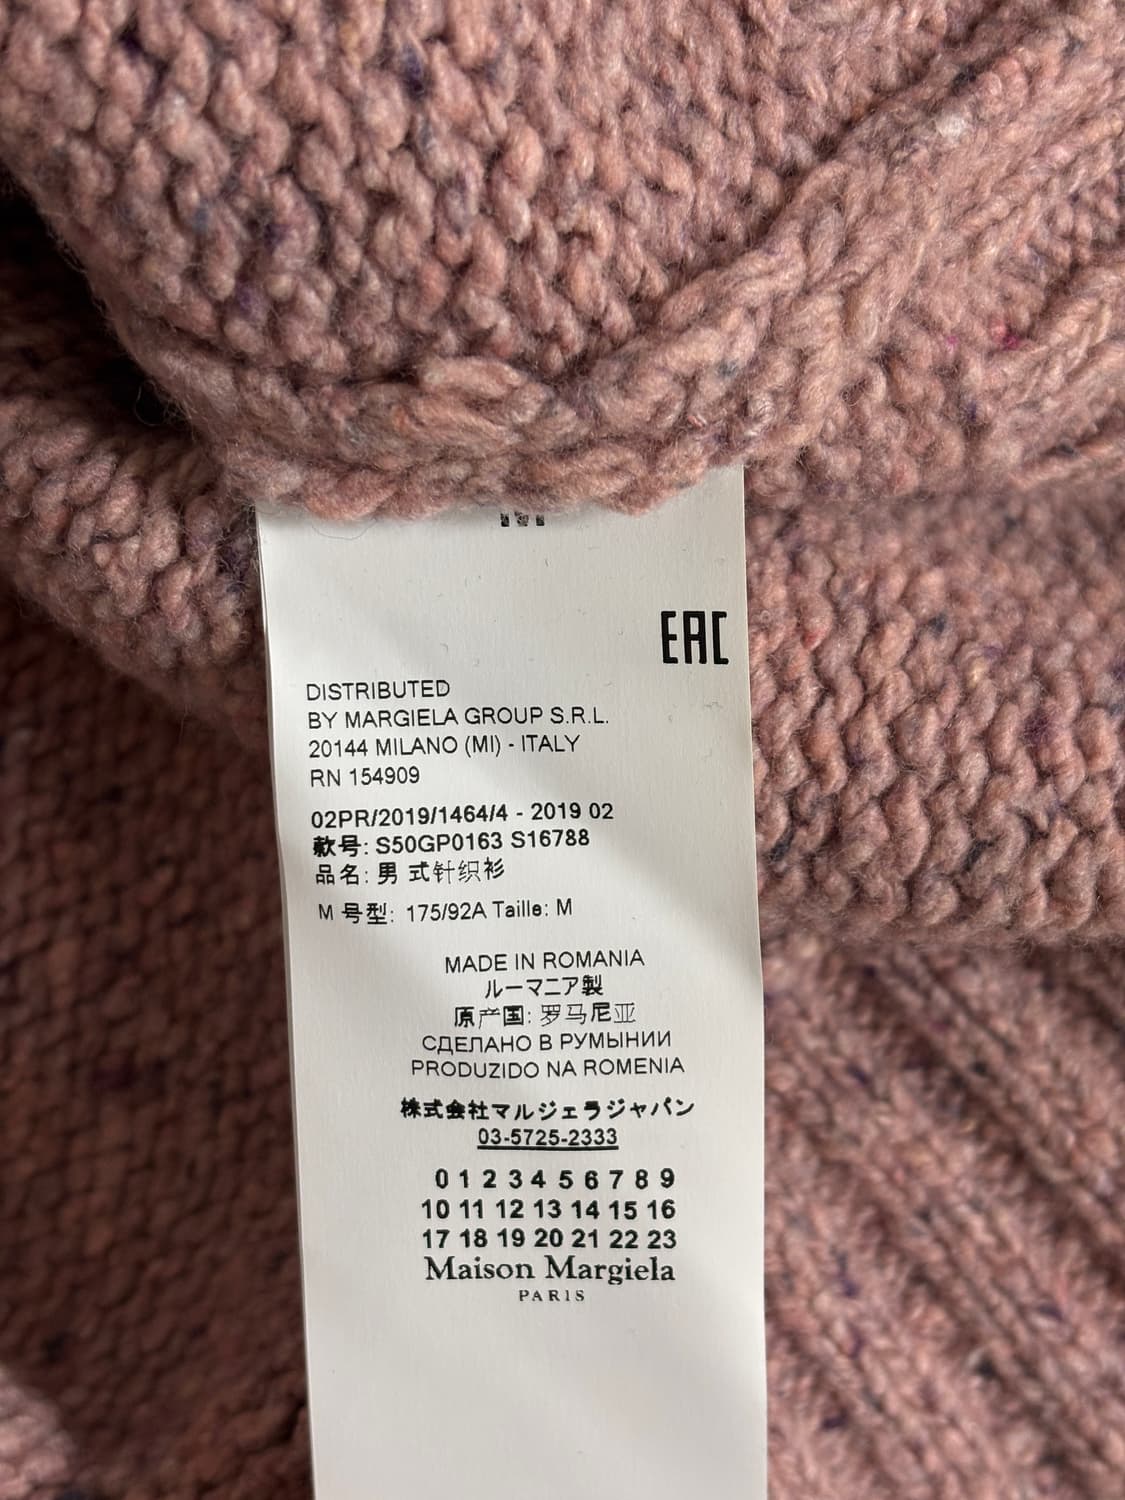 M
EAC
DISTRIBUTED
BY MARGIELA GROUP S.R.L.
20144 MILANO (MI) - ITALY
RN 154909
02PR/2019/1464/4 - 2019 02
款号: S50GP0163 S16788
品名: 男 式针织衫
M 号型: 175/92A Taille: M
MADE IN ROMANIA
ルーマニア製
原产国: 罗马尼亚
СДЕЛАНО В РУМЫНИИ
PRODUZIDO NA ROMENIA
株式会社マルジェラジャパン
03-5725-2333
0 1 2 3 4 5 6 7 8 9
10 11 12 13 14 15 16
17 18 19 20 21 22 23
Maison Margiela
PARIS